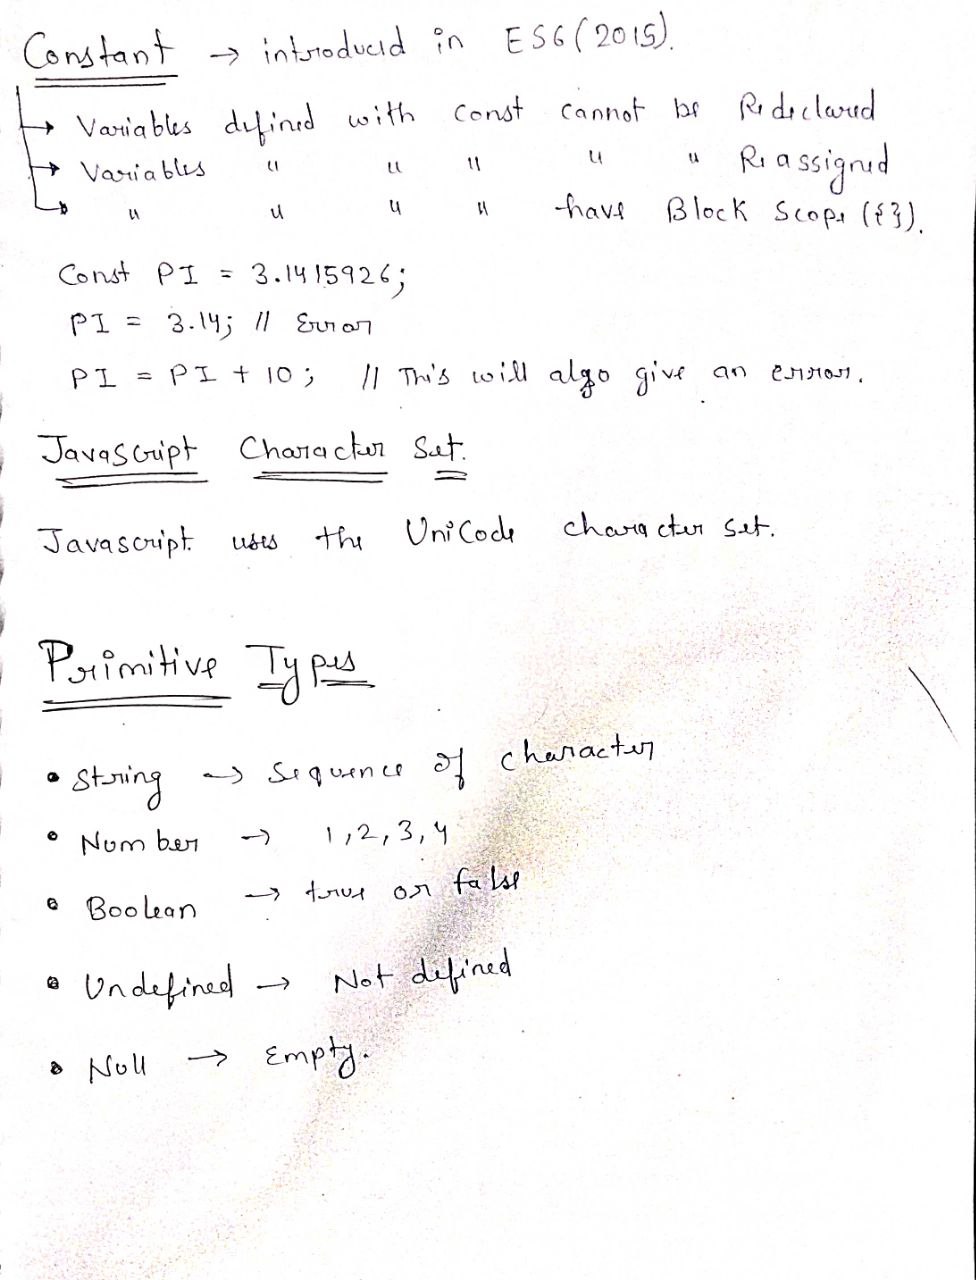 Constant → introduced in ES6 (2015).
→ Variables defined with const cannot be Redeclared
→ Variables " " " " " Reassigned
→ " " " " have Block Scope ({}).
Const PI = 3.1415926;
PI = 3.14; // Error
PI = PI + 10; // This will also give an error.
JavaScript Character Set.
Javascript uses the UniCode character set.
Primitive Types
• String → Sequence of character
• Number → 1,2,3,4
• Boolean → true or false
• Undefined → Not defined
• Null → Empty.